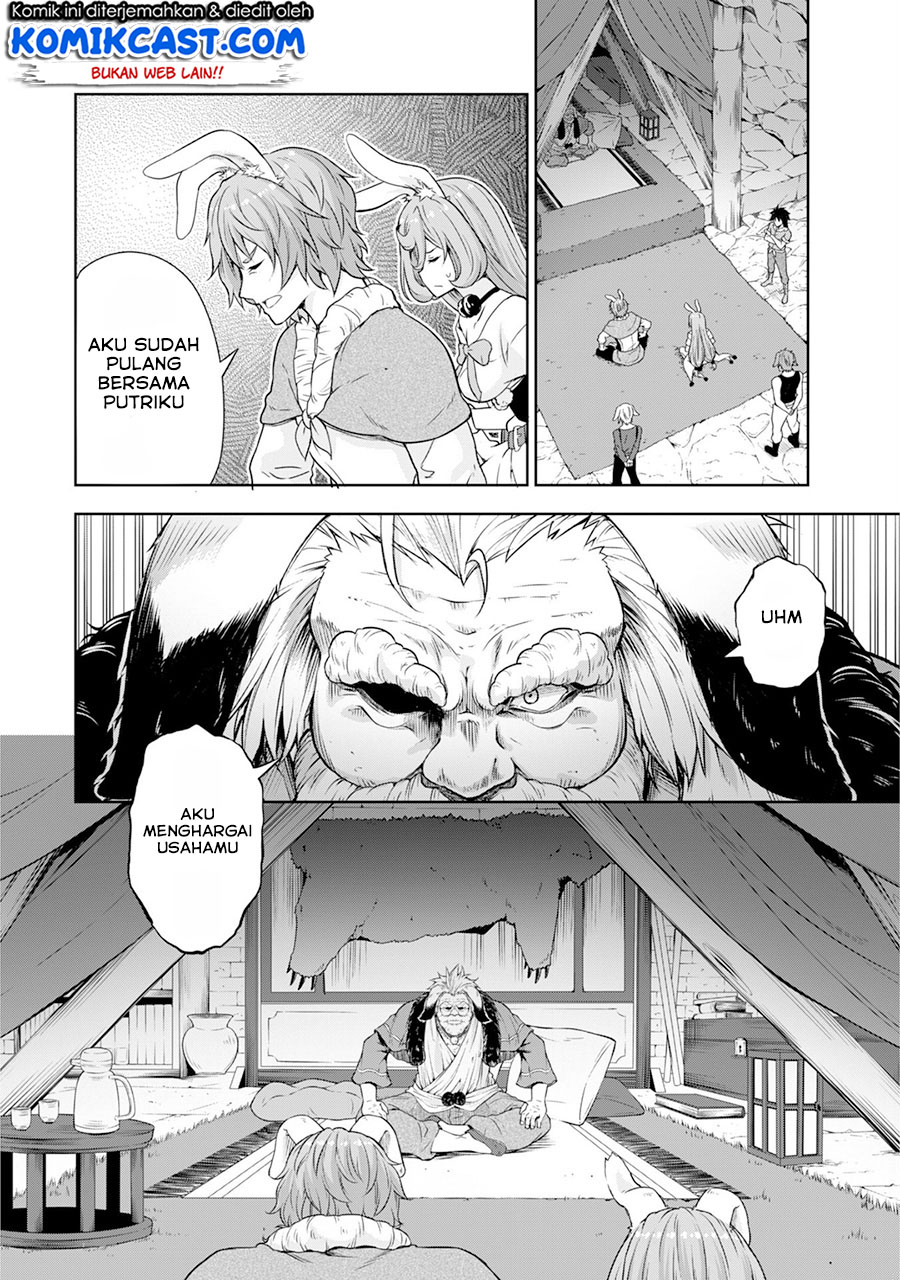 Komik ini diterjemahkan & diedit oleh
KOMIKCAST.COM
BUKAN WEB LAIN!!
AKU SUDAH
PULANG
BERSAMA
PUTRIKU
UHM
AKU
MENGHARGAI
USAHAMU